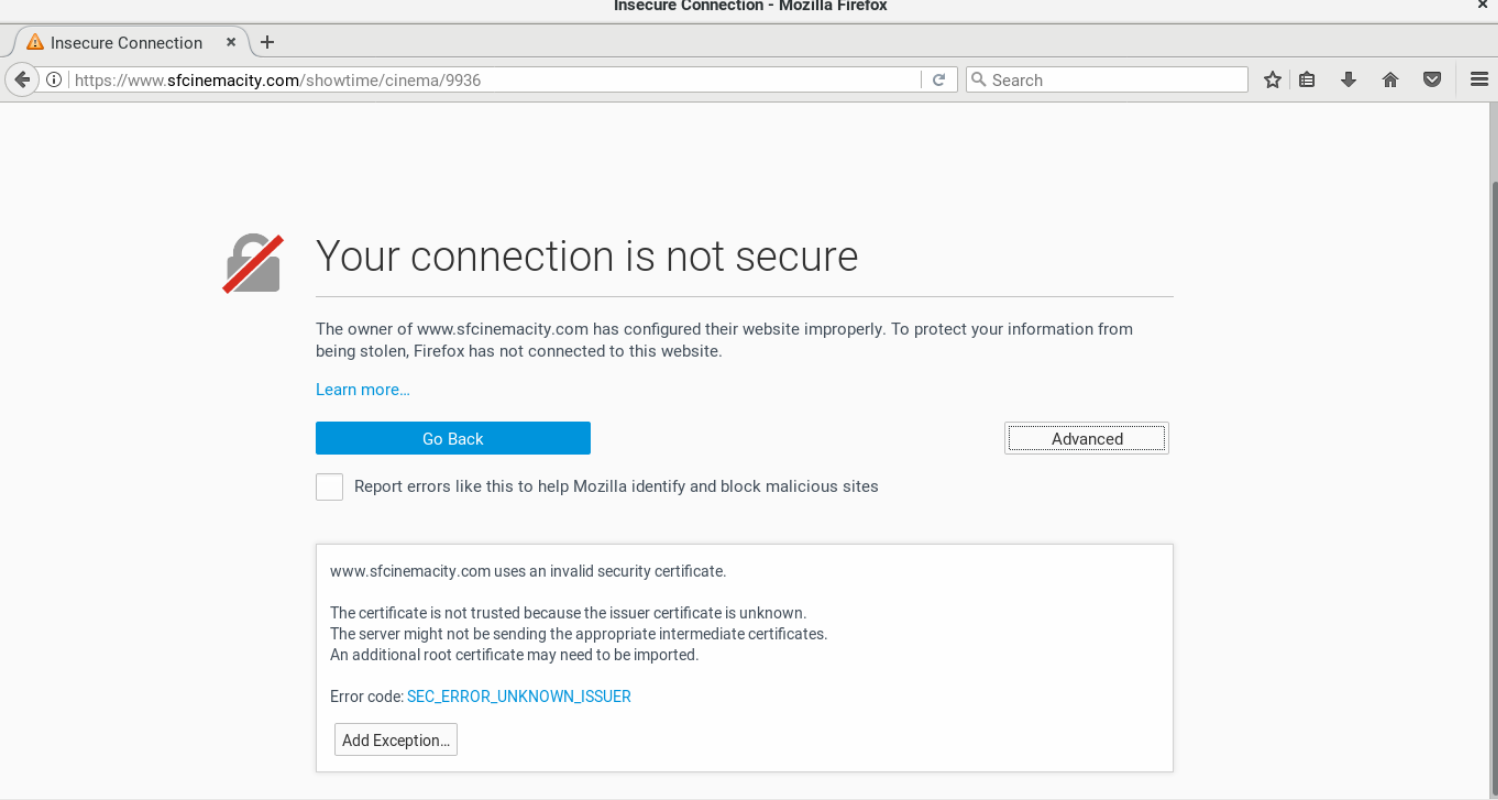 Insecure Connection - Mozilla Firefox
Insecure Connection
https://www.sfcinemacity.com/showtime/cinema/9936
Search
Your connection is not secure
The owner of www.sfcinemacity.com has configured their website improperly. To protect your information from
being stolen, Firefox has not connected to this website.
Learn more…
Go Back
Advanced
Report errors like this to help Mozilla identify and block malicious sites
www.sfcinemacity.com uses an invalid security certificate.
The certificate is not trusted because the issuer certificate is unknown.
The server might not be sending the appropriate intermediate certificates.
An additional root certificate may need to be imported.
Error code: SEC_ERROR_UNKNOWN_ISSUER
Add Exception…